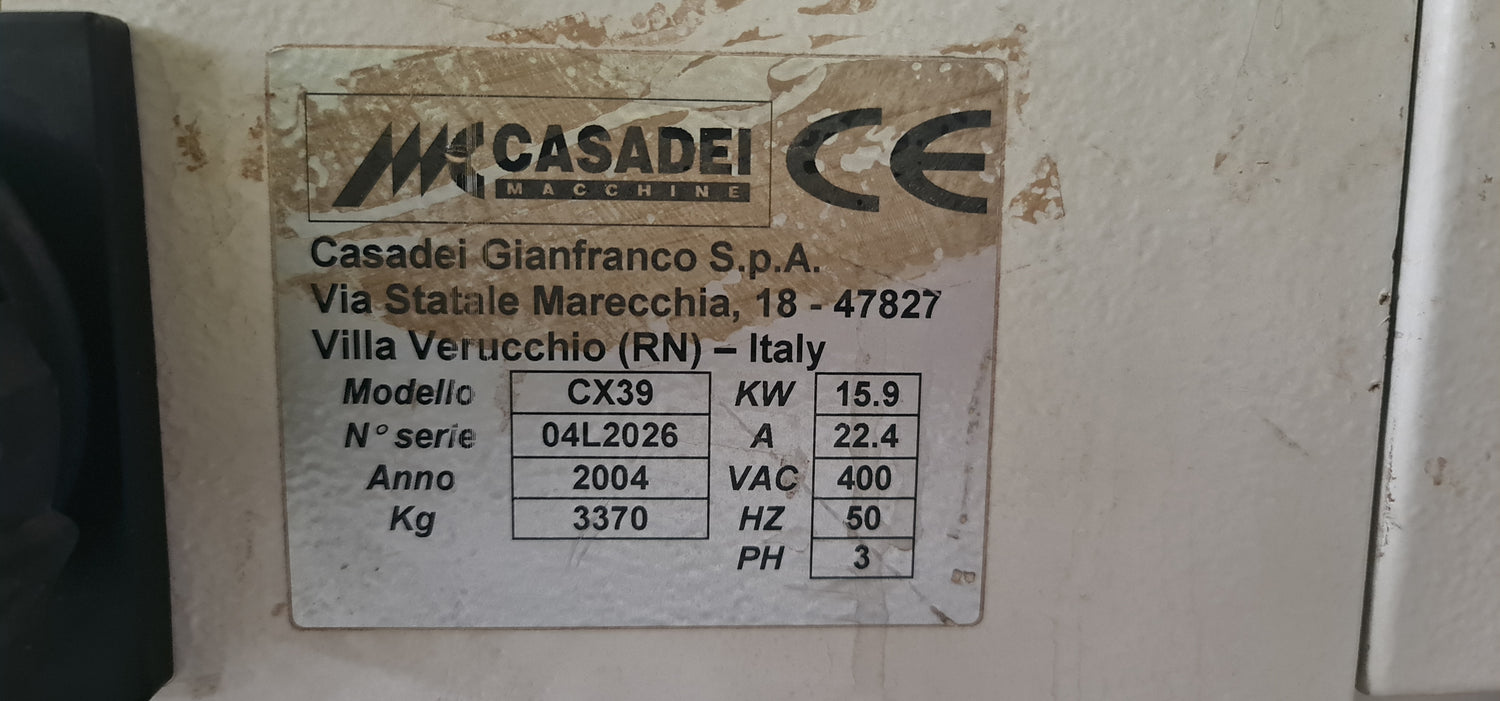 CASADEI CE
MACCHINE
Casadei Gianfranco S.p.A.
Via Statale Marecchia, 18 - 47827
Villa Verucchio (RN) – Italy
Modello CX39 KW 15.9
N° serie 04L2026 A 22.4
Anno 2004 VAC 400
Kg 3370 HZ 50
PH 3